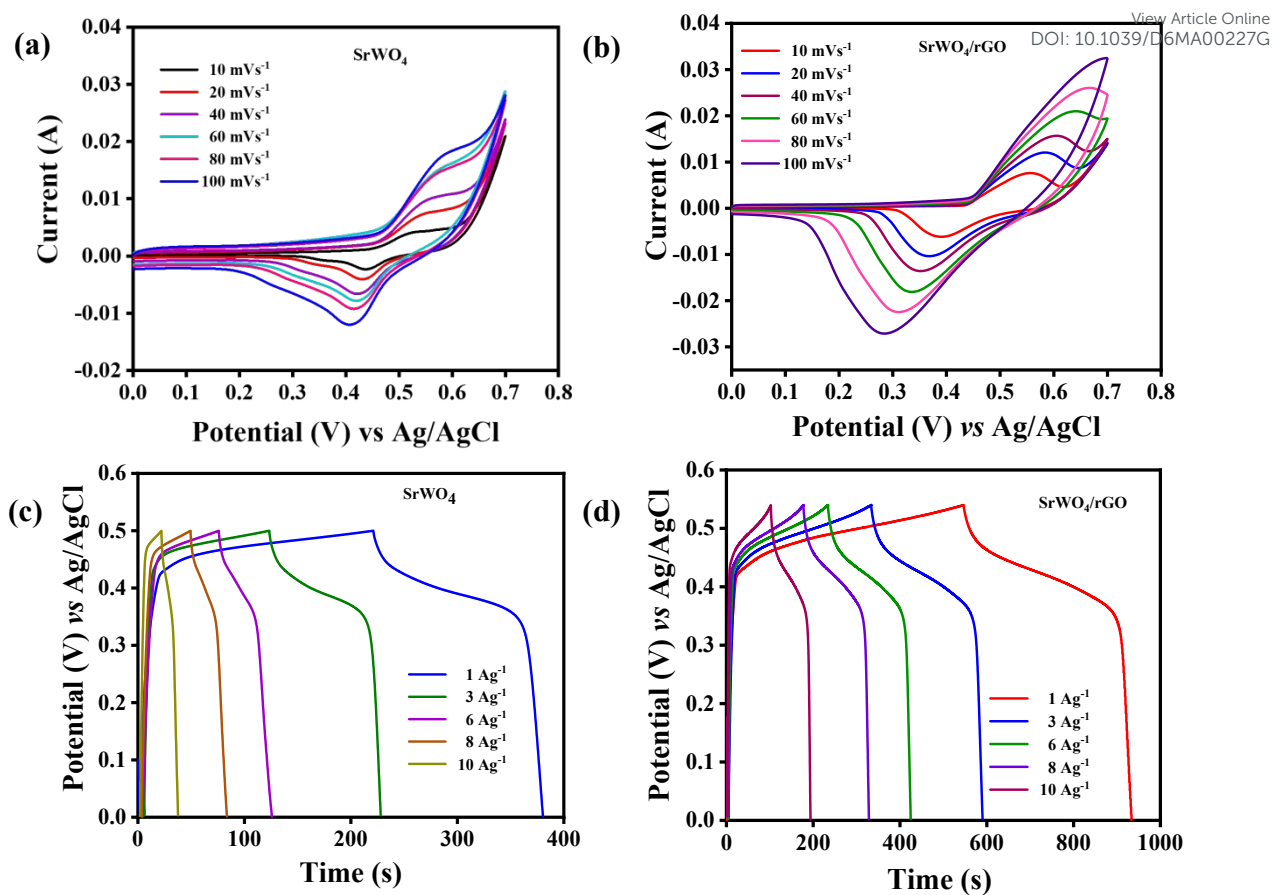 View Article Online
DOI: 10.1039/D6MA00227G
(a)
SrWO₄
10 mVs⁻¹
20 mVs⁻¹
40 mVs⁻¹
60 mVs⁻¹
80 mVs⁻¹
100 mVs⁻¹
Current (A)
0.04
0.03
0.02
0.01
0.00
-0.01
-0.02
0.0 0.1 0.2 0.3 0.4 0.5 0.6 0.7 0.8
Potential (V) vs Ag/AgCl
(b)
SrWO₄/rGO
10 mVs⁻¹
20 mVs⁻¹
40 mVs⁻¹
60 mVs⁻¹
80 mVs⁻¹
100 mVs⁻¹
Current (A)
0.04
0.03
0.02
0.01
0.00
-0.01
-0.02
-0.03
0.0 0.1 0.2 0.3 0.4 0.5 0.6 0.7 0.8
Potential (V) vs Ag/AgCl
(c)
SrWO₄
Potential (V) vs Ag/AgCl
0.6
0.5
0.4
0.3
0.2
0.1
0.0
1 Ag⁻¹
3 Ag⁻¹
6 Ag⁻¹
8 Ag⁻¹
10 Ag⁻¹
0 100 200 300 400
Time (s)
(d)
SrWO₄/rGO
Potential (V) vs Ag/AgCl
0.6
0.5
0.4
0.3
0.2
0.1
0.0
1 Ag⁻¹
3 Ag⁻¹
6 Ag⁻¹
8 Ag⁻¹
10 Ag⁻¹
0 200 400 600 800 1000
Time (s)